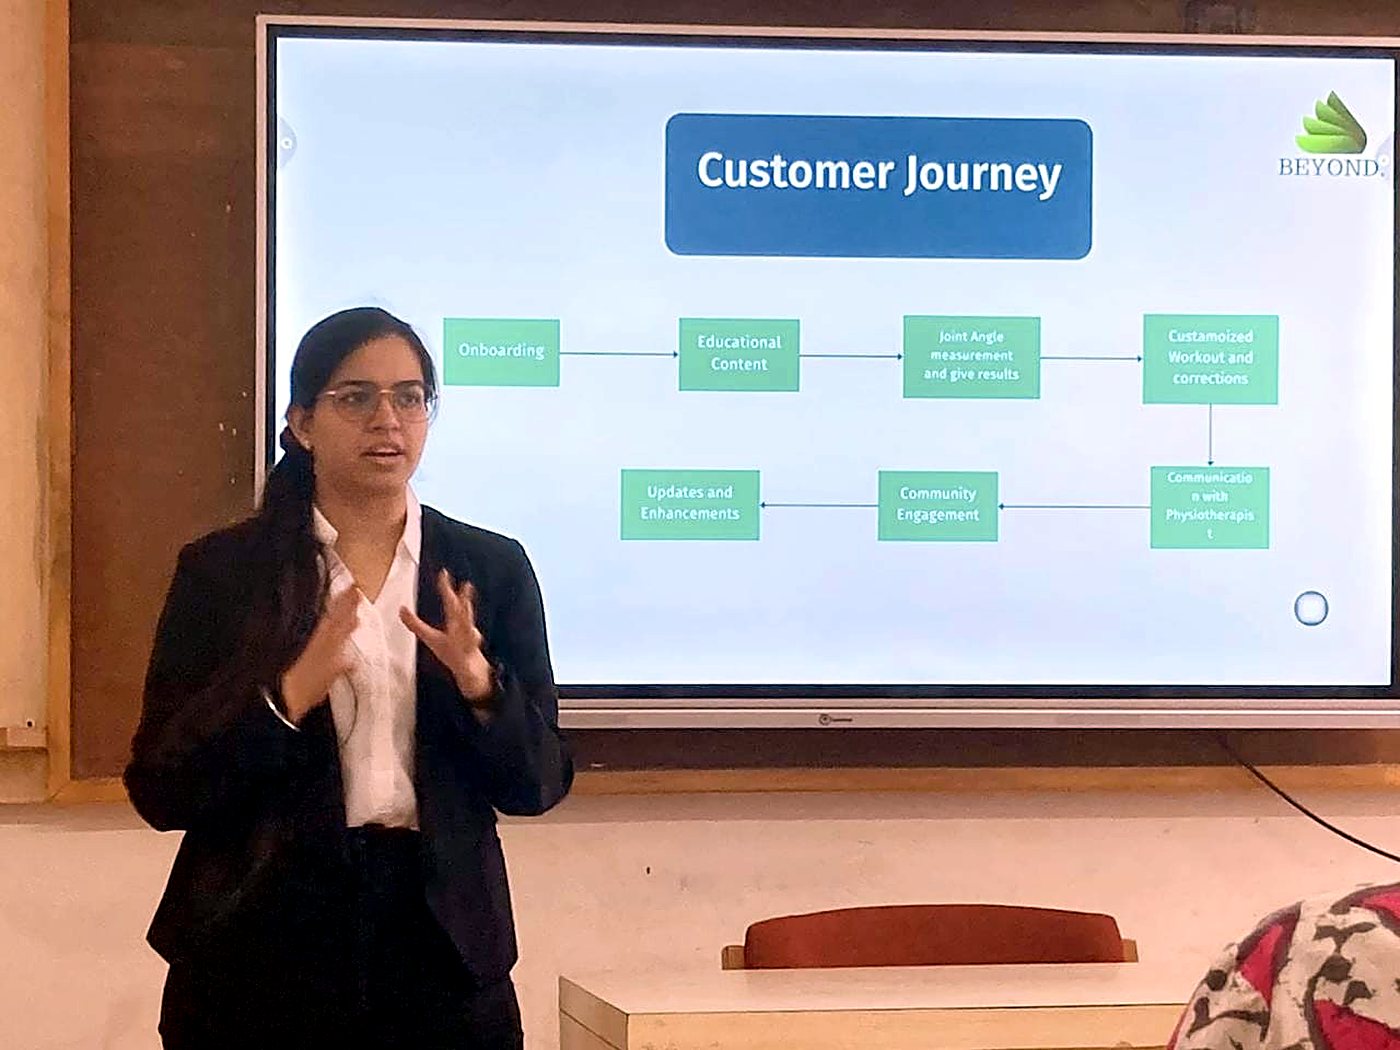 Customer Journey
BEYOND
Onboarding
Educational
Content
Joint Angle
measurement
and give results
Custamoized
Workout and
corrections
Updates and
Enhancements
Community
Engagement
Communicatio
n with
Physiotherapis
t